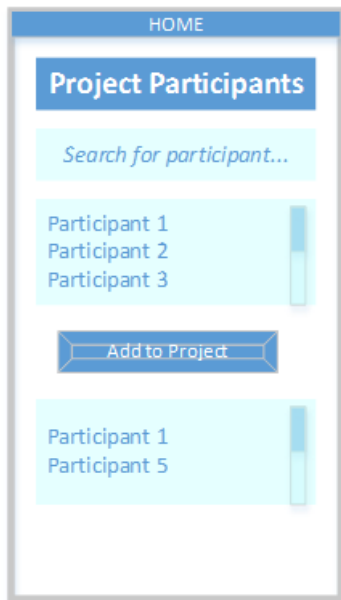 HOME
Project Participants
Search for participant...
Participant 1
Participant 2
Participant 3
Add to Project
Participant 1
Participant 5